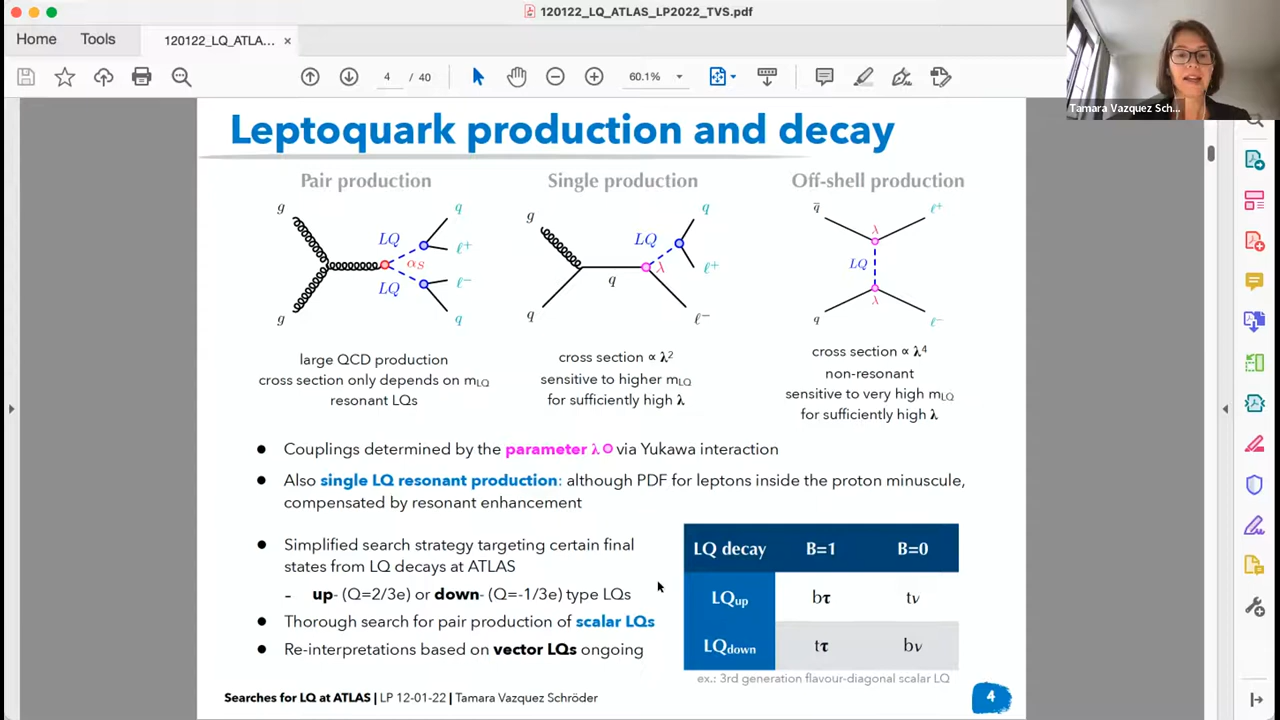 120122_LQ_ATLAS_LP2022_TVS.pdf
Home
Tools
120122_LQ_ATLA... ×
4 / 40
60.1%
Tamara Vazquez Sch...
Leptoquark production and decay
Pair production
g
g
LQ
LQ
αS
q
ℓ+
ℓ−
q
large QCD production
cross section only depends on mLQ
resonant LQs
Single production
g
q
q
LQ
λ
q
ℓ+
ℓ−
cross section ∝ λ2
sensitive to higher mLQ
for sufficiently high λ
Off-shell production
q̄
q
λ
LQ
λ
ℓ+
ℓ−
cross section ∝ λ4
non-resonant
sensitive to very high mLQ
for sufficiently high λ
● Couplings determined by the parameter λ via Yukawa interaction
● Also single LQ resonant production: although PDF for leptons inside the proton minuscule,
compensated by resonant enhancement
● Simplified search strategy targeting certain final
states from LQ decays at ATLAS
- up- (Q=2/3e) or down- (Q=-1/3e) type LQs
● Thorough search for pair production of scalar LQs
● Re-interpretations based on vector LQs ongoing
LQ decay B=1 B=0
LQup bτ tν
LQdown tτ bν
ex.: 3rd generation flavour-diagonal scalar LQ
Searches for LQ at ATLAS | LP 12-01-22 | Tamara Vazquez Schröder
4